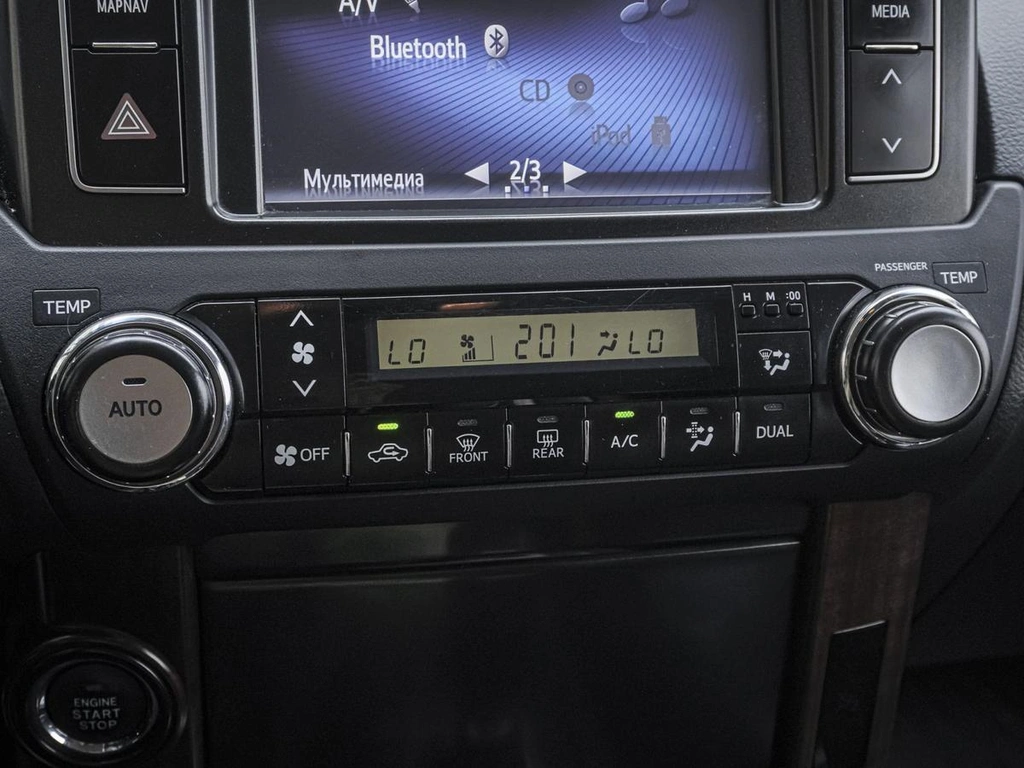 MAPNAV
A/V
MEDIA
Bluetooth
CD
iPod
Мультимедиа
2/3
PASSENGER
TEMP
TEMP
H M :00
LO 201 LO
AUTO
OFF
FRONT
REAR
A/C
DUAL
ENGINE
START
STOP